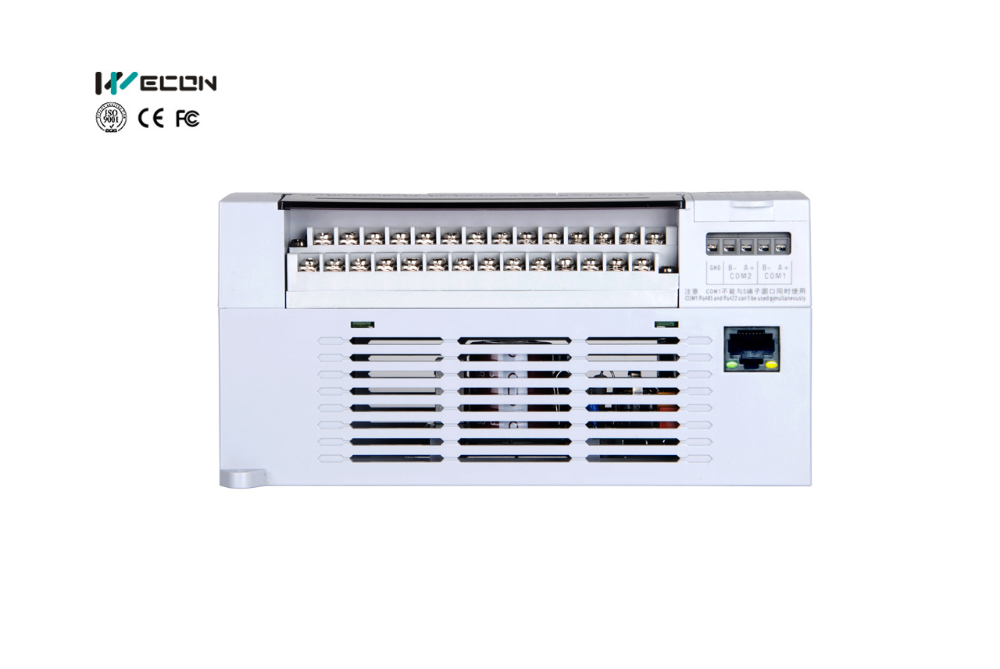 WECON
ISO
9001
CE FC
GND B- A+ B- A+
COM2 COM1
注意 COM1不能与S端子圆口同时使用
COM1 Rs485 and Rs422 can't be used simullaneously